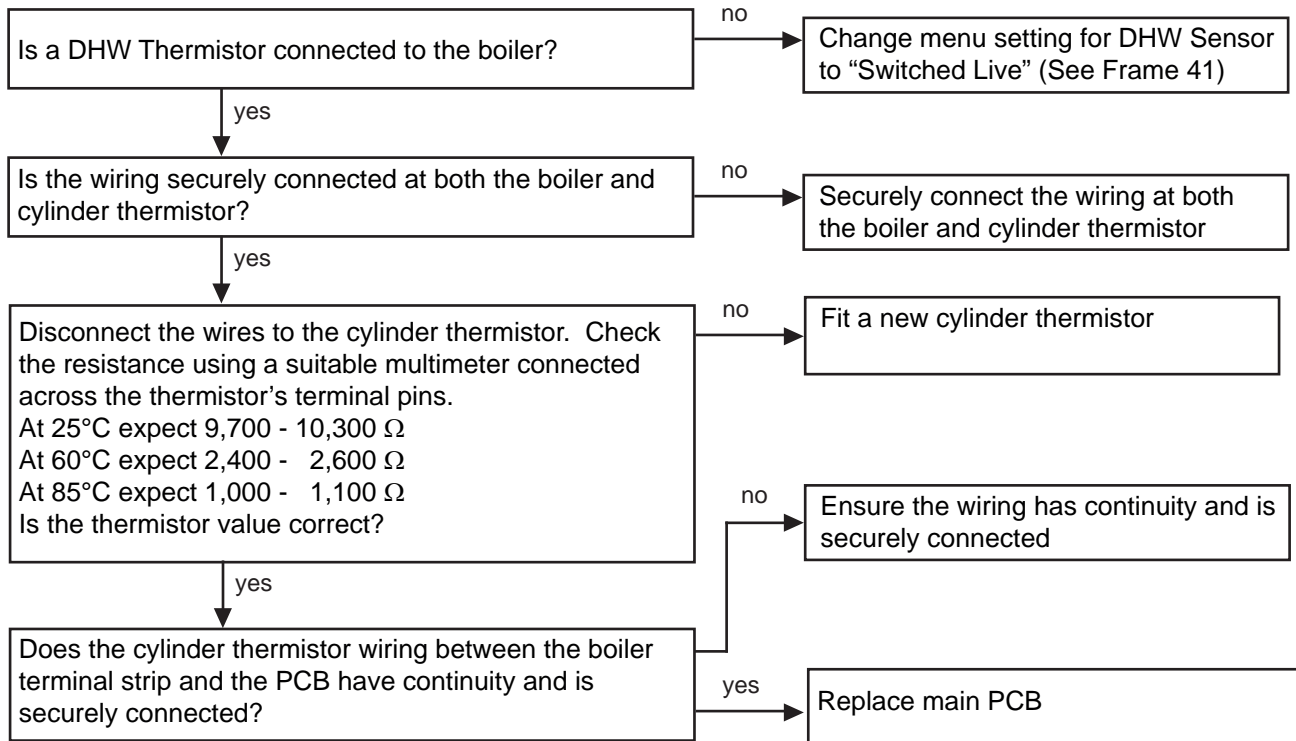 Is a DHW Thermistor connected to the boiler?
no
Change menu setting for DHW Sensor
to “Switched Live” (See Frame 41)
yes
Is the wiring securely connected at both the boiler and
cylinder thermistor?
no
Securely connect the wiring at both
the boiler and cylinder thermistor
yes
Disconnect the wires to the cylinder thermistor.  Check
the resistance using a suitable multimeter connected
across the thermistor’s terminal pins.
At 25°C expect 9,700 - 10,300 Ω
At 60°C expect 2,400 -   2,600 Ω
At 85°C expect 1,000 -   1,100 Ω
Is the thermistor value correct?
no
Fit a new cylinder thermistor
yes
Does the cylinder thermistor wiring between the boiler
terminal strip and the PCB have continuity and is
securely connected?
no
Ensure the wiring has continuity and is
securely connected
yes
Replace main PCB